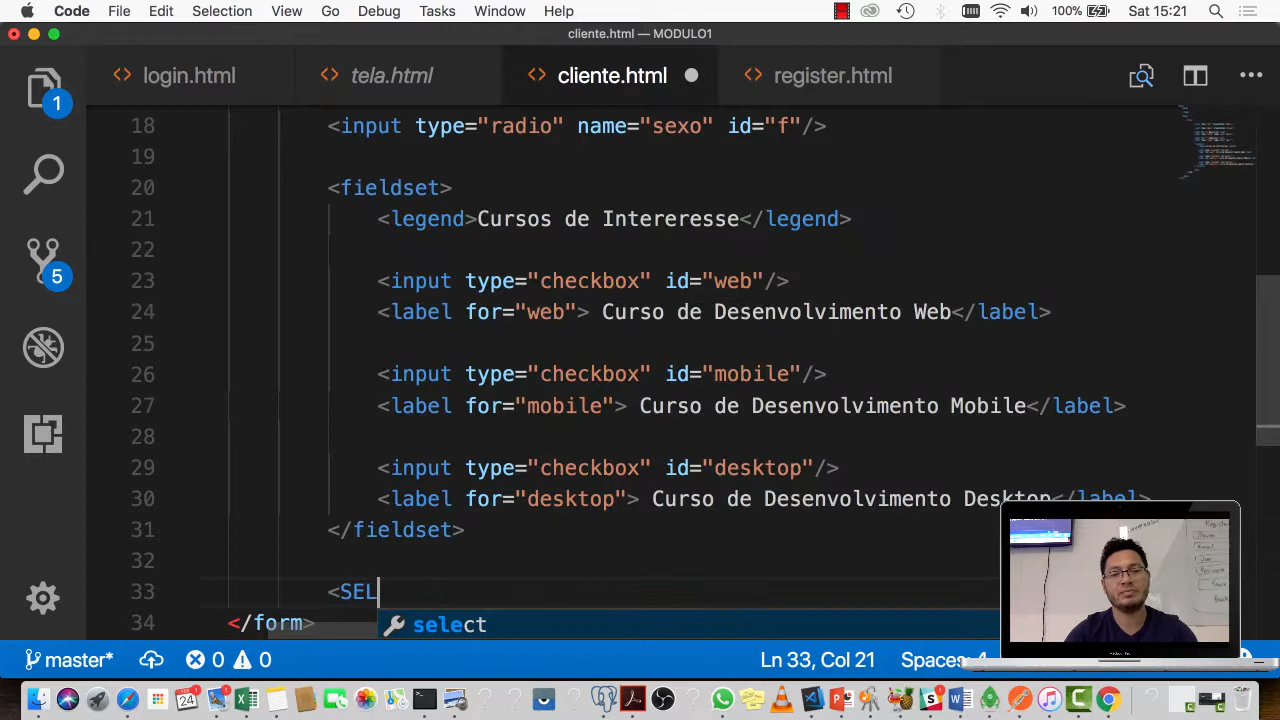 Code File Edit Selection View Go Debug Tasks Window Help 100% Sat 15:21
cliente.html — MODULO1
login.html tela.html cliente.html register.html
18 <input type="radio" name="sexo" id="f"/>
19
20 <fieldset>
21 <legend>Cursos de Intereresse</legend>
22
23 <input type="checkbox" id="web"/>
24 <label for="web"> Curso de Desenvolvimento Web</label>
25
26 <input type="checkbox" id="mobile"/>
27 <label for="mobile"> Curso de Desenvolvimento Mobile</label>
28
29 <input type="checkbox" id="desktop"/>
30 <label for="desktop"> Curso de Desenvolvimento Desktop</label>
31 </fieldset>
32
33 <SEL
select
34 </form>
1
5
master* 0 0 Ln 33, Col 21
24